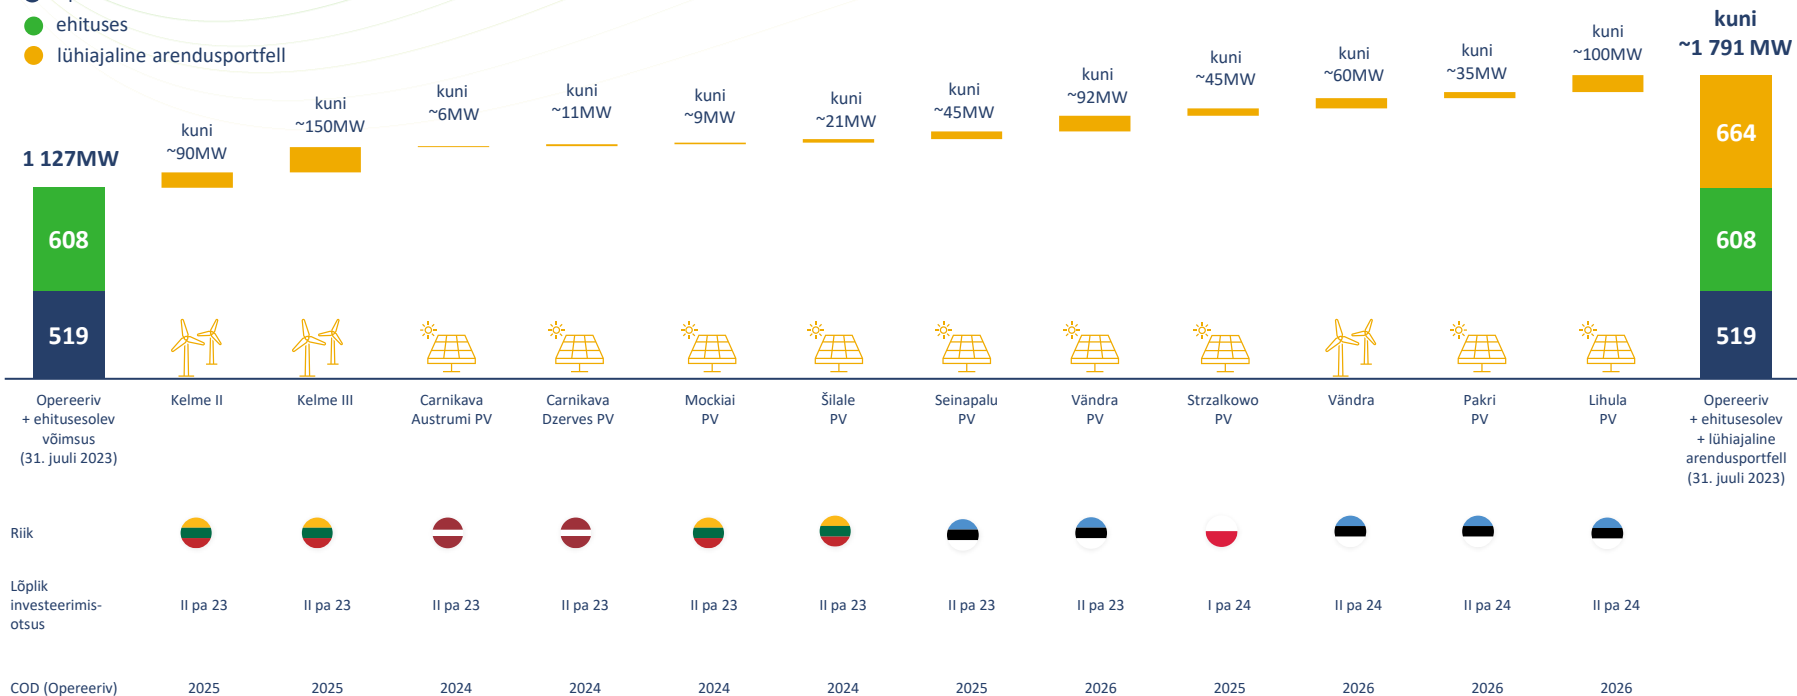 ehituses
lühiajaline arendusportfell
1 127MW
kuni
~90MW
kuni
~150MW
kuni
~6MW
kuni
~11MW
kuni
~9MW
kuni
~21MW
kuni
~45MW
kuni
~92MW
kuni
~45MW
kuni
~60MW
kuni
~35MW
kuni
~100MW
kuni
~1 791 MW
608
519
664
608
519
Opereeriv
+ ehitusesolev
võimsus
(31. juuli 2023)
Kelme II
Kelme III
Carnikava
Austrumi PV
Carnikava
Dzerves PV
Mockiai
PV
Šilale
PV
Seinapalu
PV
Vändra
PV
Strzalkowo
PV
Vändra
Pakri
PV
Lihula
PV
Opereeriv
+ ehitusesolev
+ lühiajaline
arendusportfell
(31. juuli 2023)
Riik
Lõplik
investeerimis-
otsus
II pa 23
II pa 23
II pa 23
II pa 23
II pa 23
II pa 23
II pa 23
II pa 23
I pa 24
II pa 24
II pa 24
II pa 24
COD (Opereeriv)
2025
2025
2024
2024
2024
2024
2025
2026
2025
2026
2026
2026